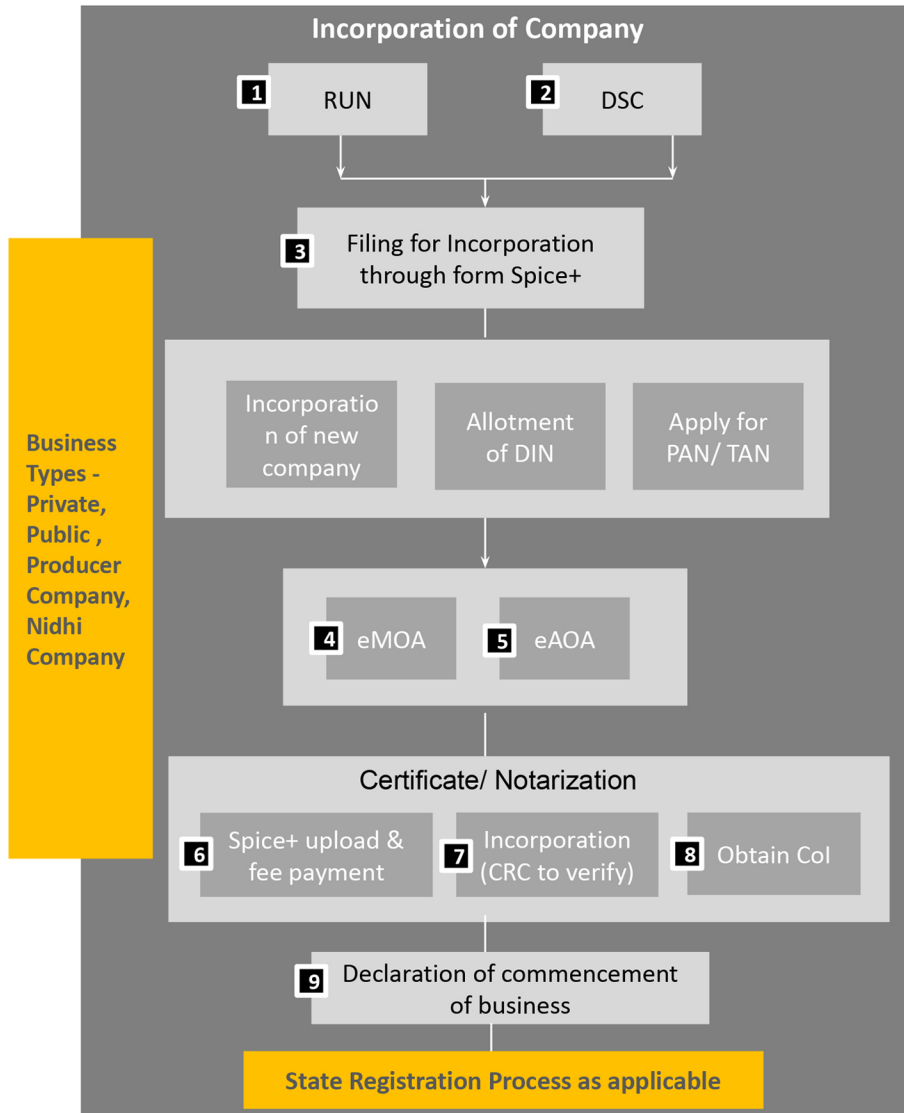 Incorporation of Company
1
RUN
2
DSC
3
Filing for Incorporation
through form Spice+
Incorporatio
n of new
company
Allotment
of DIN
Apply for
PAN/ TAN
Business
Types -
Private,
Public ,
Producer
Company,
Nidhi
Company
4
eMOA
5
eAOA
Certificate/ Notarization
6
Spice+ upload &
fee payment
7
Incorporation
(CRC to verify)
8
Obtain CoI
9
Declaration of commencement
of business
State Registration Process as applicable